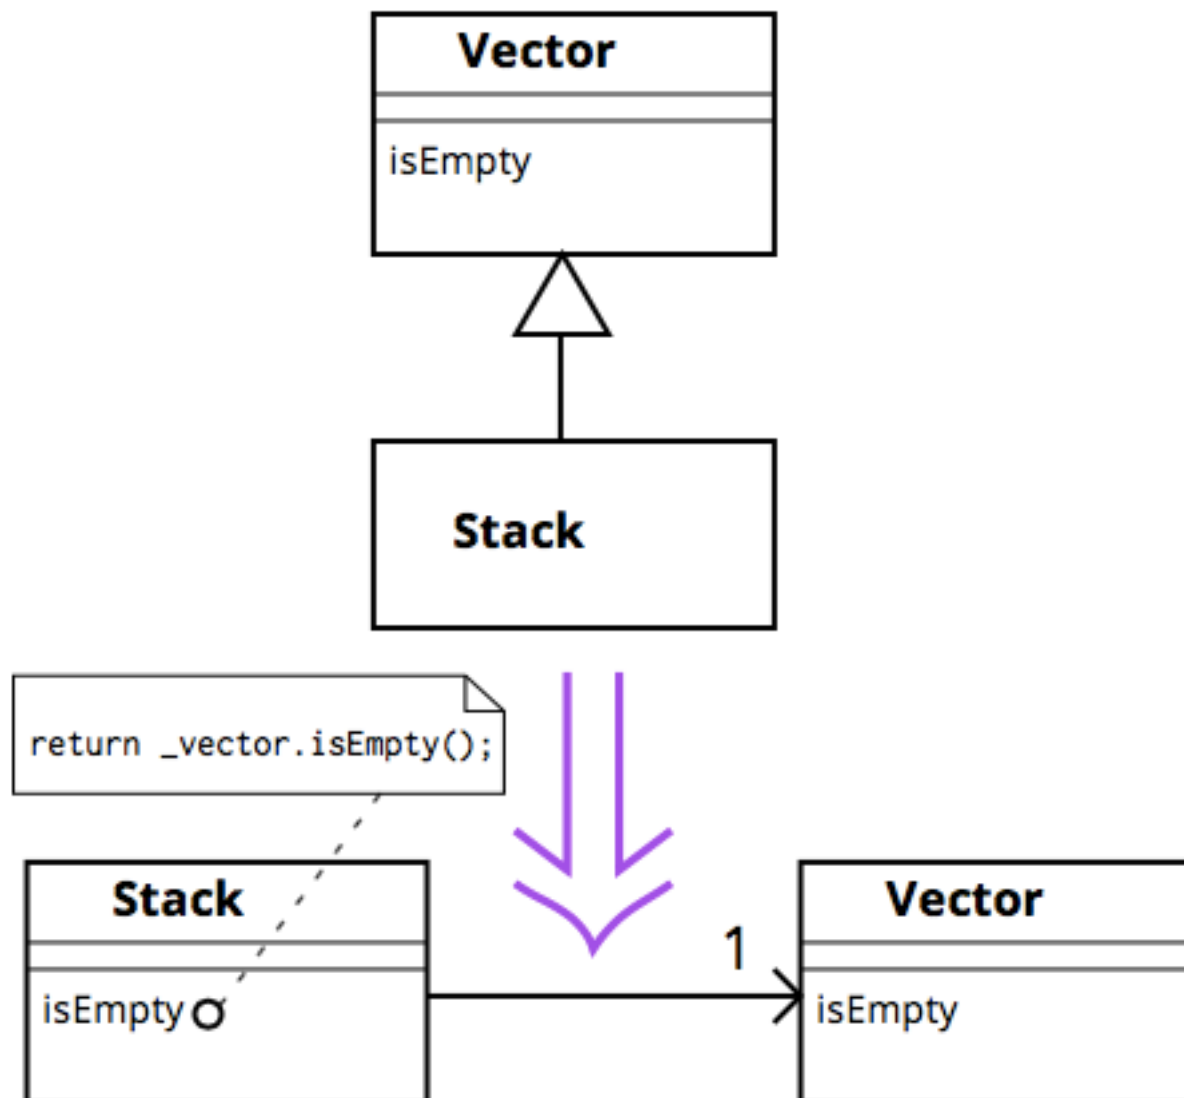 Vector
isEmpty
Stack
return _vector.isEmpty();
Stack
isEmpty
1
Vector
isEmpty